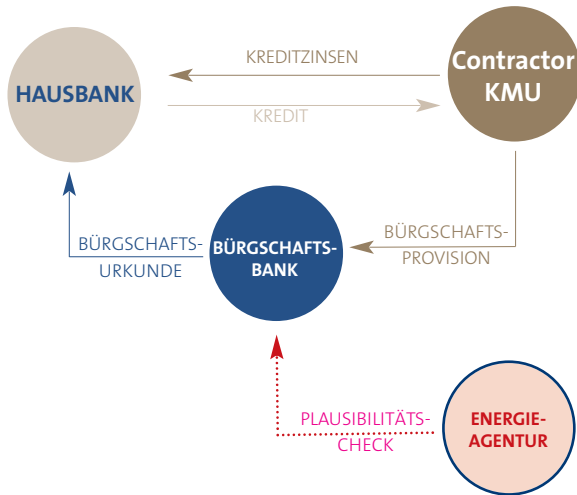 KREDITZINSEN
Contractor
KMU
HAUSBANK
KREDIT
BÜRGSCHAFTS-
URKUNDE
BÜRGSCHAFTS-
BANK
BÜRGSCHAFTS-
PROVISION
PLAUSIBILITÄTS-
CHECK
ENERGIE-
AGENTUR